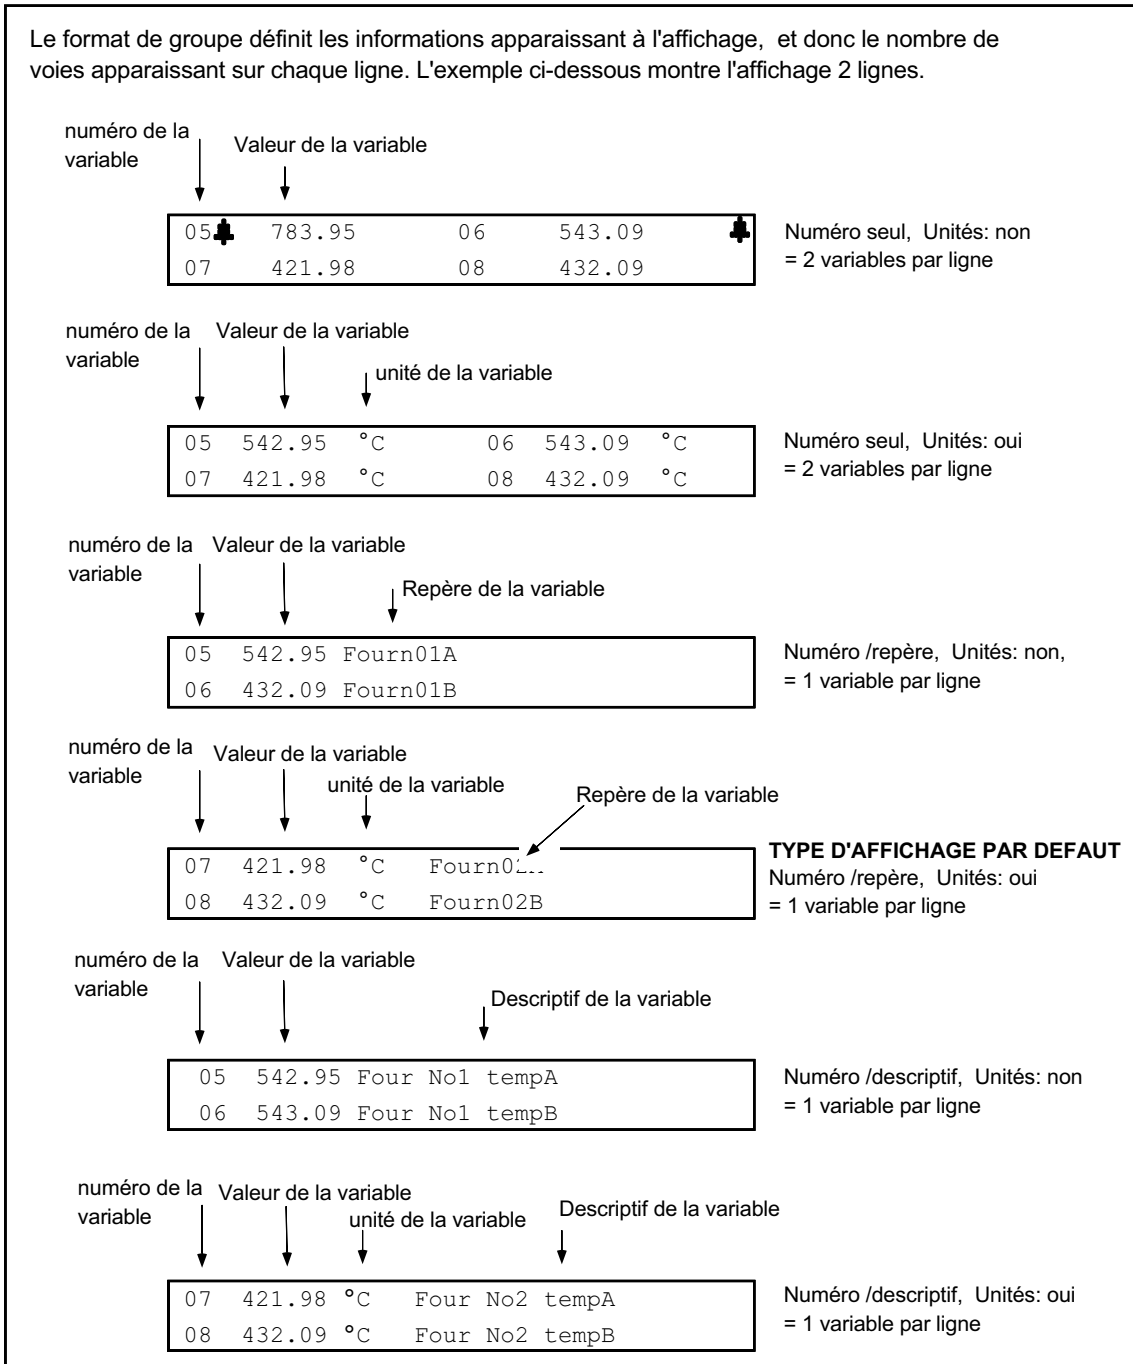 Le format de groupe définit les informations apparaissant à l'affichage, et donc le nombre de
voies apparaissant sur chaque ligne. L'exemple ci-dessous montre l'affichage 2 lignes.
numéro de la
variable
Valeur de la variable
05 783.95 06 543.09
07 421.98 08 432.09
Numéro seul, Unités: non
= 2 variables par ligne
numéro de la
variable
Valeur de la variable
unité de la variable
05 542.95 °C 06 543.09 °C
07 421.98 °C 08 432.09 °C
Numéro seul, Unités: oui
= 2 variables par ligne
numéro de la
variable
Valeur de la variable
Repère de la variable
05 542.95 Fourn01A
06 432.09 Fourn01B
Numéro /repère, Unités: non,
= 1 variable par ligne
numéro de la
variable
Valeur de la variable
unité de la variable
Repère de la variable
07 421.98 °C
08 432.09 °C Fourn02B
TYPE D'AFFICHAGE PAR DEFAUT
Numéro /repère, Unités: oui
= 1 variable par ligne
numéro de la
variable
Valeur de la variable
Descriptif de la variable
05 542.95 Four No1 tempA
06 543.09 Four No1 tempB
Numéro /descriptif, Unités: non
= 1 variable par ligne
numéro de la
variable
Valeur de la variable
unité de la variable
Descriptif de la variable
07 421.98 °C Four No2 tempA
08 432.09 °C Four No2 tempB
Numéro /descriptif, Unités: oui
= 1 variable par ligne